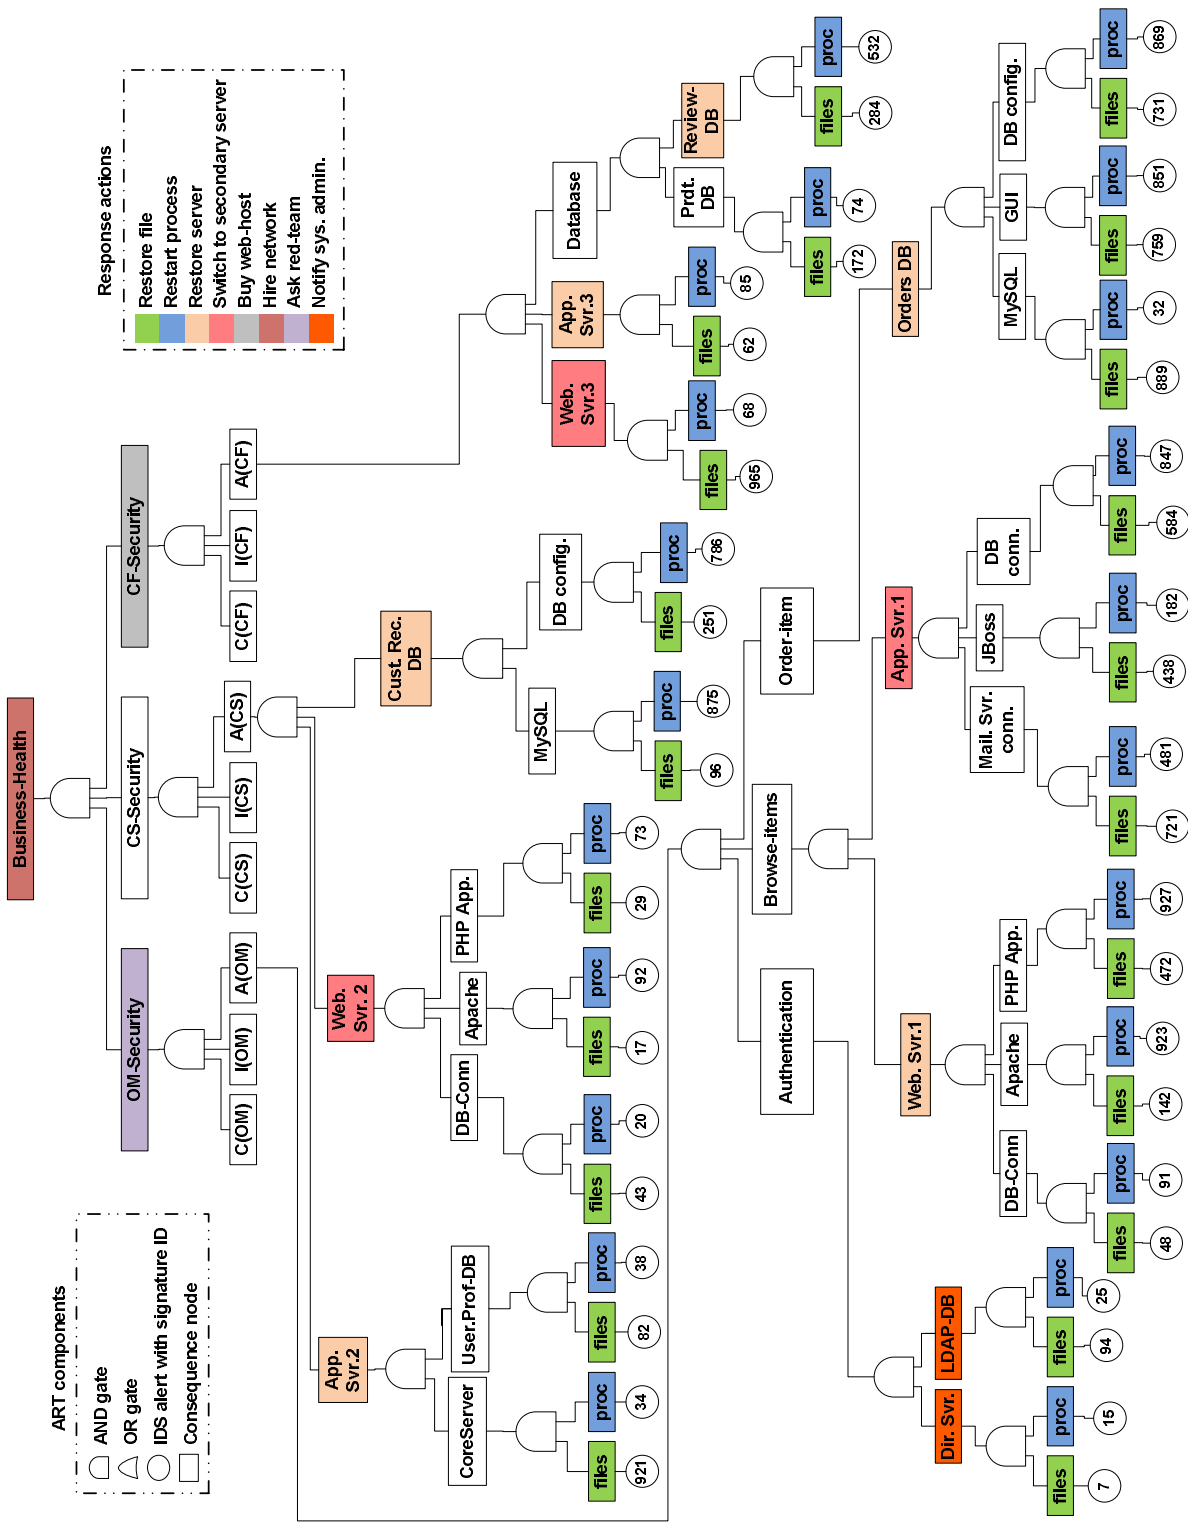 Business-Health
OM-Security
CS-Security
CF-Security
C(OM)
I(OM)
A(OM)
C(CS)
I(CS)
A(CS)
C(CF)
I(CF)
A(CF)
ART components
AND gate
OR gate
IDS alert with signature ID
Consequence node
Response actions
Restore file
Restart process
Restore server
Switch to secondary server
Buy web-host
Hire network
Ask red-team
Notify sys. admin.
App.
Svr.2
CoreServer
User.Prof-DB
files
proc
files
proc
921
34
82
38
Web.
Svr. 2
DB-Conn
Apache
PHP App.
files
proc
files
proc
files
proc
43
20
17
92
29
73
Cust. Rec.
DB
MySQL
DB config.
files
proc
files
proc
96
875
251
786
Web.
Svr.3
App.
Svr.3
Database
files
proc
files
proc
965
68
62
85
Prdt.
DB
Review-
DB
files
proc
files
proc
172
74
284
532
Authentication
Browse-items
Order-item
Dir. Svr.
LDAP-DB
files
proc
files
proc
7
15
94
25
Web. Svr.1
DB-Conn
Apache
PHP App.
files
proc
files
proc
files
proc
48
91
142
923
472
927
App. Svr.1
Mail. Svr.
conn.
JBoss
DB
conn.
files
proc
files
proc
files
proc
721
481
438
182
584
847
Orders DB
MySQL
GUI
DB config.
files
proc
files
proc
files
proc
889
32
759
851
731
869